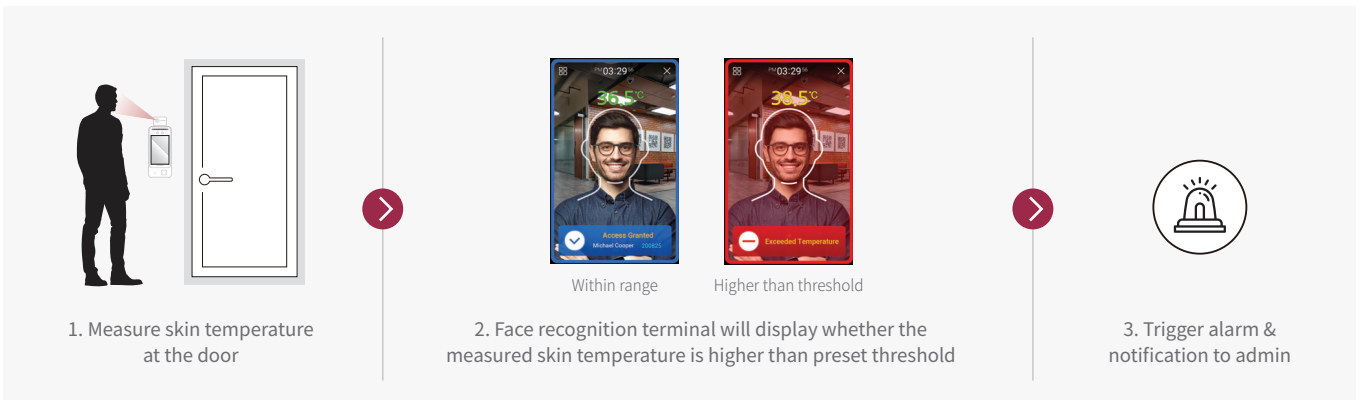 PM 03:29 56
36.5°C
Access Granted
Michael Cooper
Within range
PM 03:29 56
38.5°C
Exceeded Temperature
Higher than threshold
1. Measure skin temperature
at the door
2. Face recognition terminal will display whether the
measured skin temperature is higher than preset threshold
3. Trigger alarm &
notification to admin